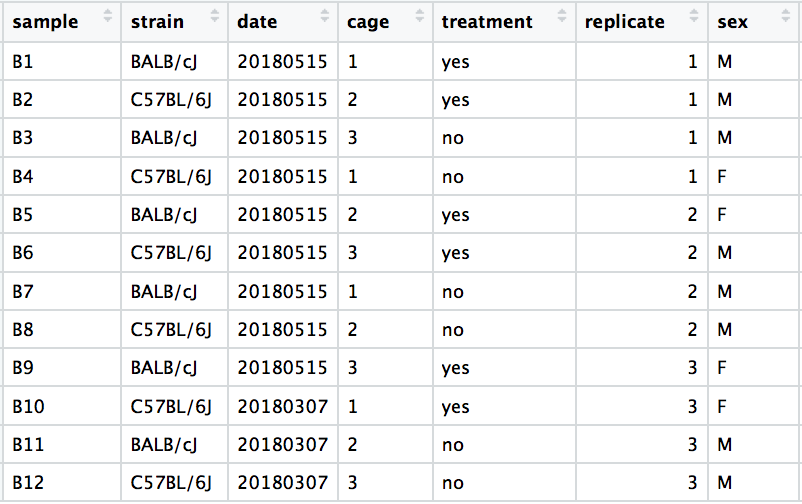 sample strain date cage treatment replicate sex
B1 BALB/cJ 20180515 1 yes 1 M
B2 C57BL/6J 20180515 2 yes 1 M
B3 BALB/cJ 20180515 3 no 1 M
B4 C57BL/6J 20180515 1 no 1 F
B5 BALB/cJ 20180515 2 yes 2 F
B6 C57BL/6J 20180515 3 yes 2 M
B7 BALB/cJ 20180515 1 no 2 M
B8 C57BL/6J 20180515 2 no 2 M
B9 BALB/cJ 20180515 3 yes 3 F
B10 C57BL/6J 20180307 1 yes 3 F
B11 BALB/cJ 20180307 2 no 3 M
B12 C57BL/6J 20180307 3 no 3 M